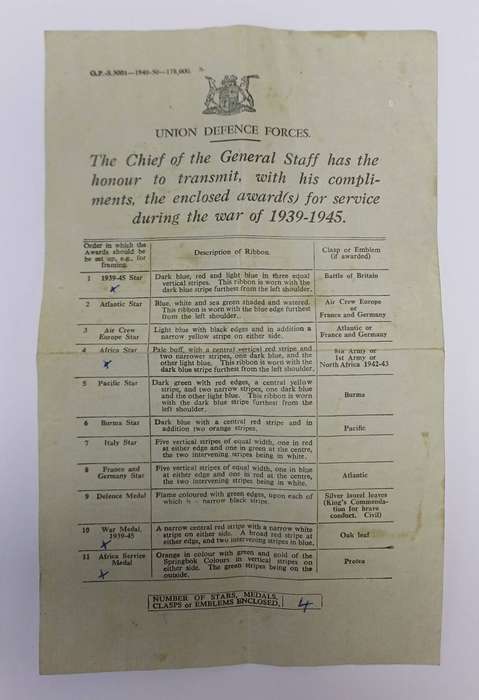 G.P.-S.5001—1949-50—178,000.
UNION DEFENCE FORCES.
The Chief of the General Staff has the
honour to transmit, with his compli-
ments, the enclosed award(s) for service
during the war of 1939-1945.
Order in which the Awards should be set up, e.g., for framing. Description of Ribbon. Clasp or Emblem (if awarded)
1 1939-45 Star x Dark blue, red and light blue in three equal Battle of Britain
vertical stripes. This ribbon is worn with the
dark blue stripe furthest from the left shoulder.
2 Atlantic Star Blue, white and sea green shaded and watered. Air Crew Europe
This ribbon is worn with the blue edge furthest or
from the left shoulder.. France and Germany
3 Air Crew Light blue with black edges and in addition a Atlantic or
Europe Star narrow yellow stripe on either side. France and Germany
4 Africa Star Pale buff, with a central vertical red stripe and 8th Army or
x two narrower stripes, one dark blue, and the 1st Army or
other light blue. This ribbon is worn with the North Africa 1942-43
dark blue stripe furthest from the left shoulder.
5 Pacific Star Dark green with red edges, a central yellow
stripe, and two narrow stripes, one dark blue
and the other light blue. This ribbon is worn Burma
with the dark blue stripe furthest from the
left shoulder.
6 Burma Star Dark blue with a central red stripe and in
addition two orange stripes. Pacific
7 Italy Star Five vertical stripes of equal width, one in red
at either edge and one in green at the centre,
the two intervening stripes being in white.
8 France and Five vertical stripes of equal width, one in blue
Germany Star at either edge and one in red at the centre, Atlantic
the two intervening stripes being in white.
9 Defence Medal Flame coloured with green edges, upon each of Silver laurel leaves
which is a narrow black stripe. (King's Commenda-
tion for brave
conduct. Civil)
10 War Medal, A narrow central red stripe with a narrow white
1939-45 stripe on either side. A broad red stripe at Oak leaf
x either edge, and two intervening stripes in blue.
11 Africa Service Orange in colour with green and gold of the
Medal Springbok Colours in vertical stripes on Protea
x either side. The green stripes being on the
outside.
NUMBER OF STARS, MEDALS,
CLASPS or EMBLEMS ENCLOSED. 4